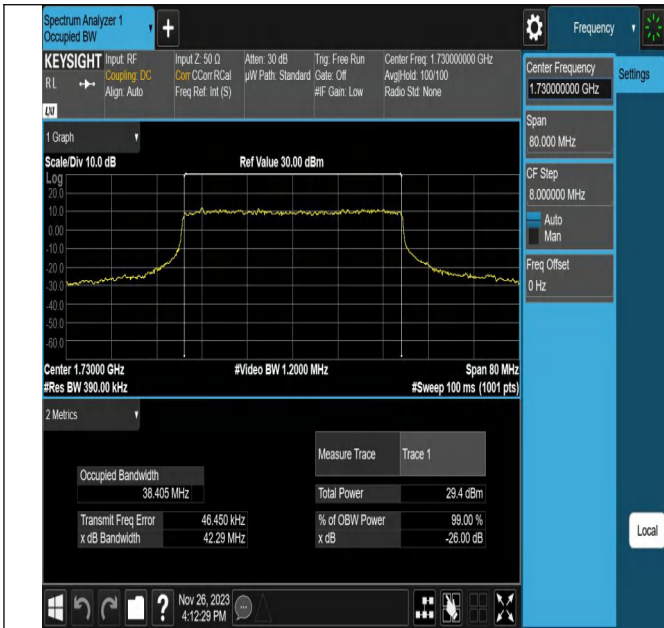 Spectrum Analyzer 1
Occupied BW
Frequency
KEYSIGHT
RL
LXI
Input: RF
Coupling: DC
Align: Auto
Input Z: 50 Ω
Corr CCorr RCal
Freq Ref: Int (S)
Atten: 30 dB
µW Path: Standard
Trig: Free Run
Gate: Off
#IF Gain: Low
Center Freq: 1.730000000 GHz
Avg|Hold: 100/100
Radio Std: None
Center Frequency
1.730000000 GHz
Settings
Span
80.000 MHz
CF Step
8.000000 MHz
Auto
Man
Freq Offset
0 Hz
Local
1 Graph
Scale/Div 10.0 dB
Ref Value 30.00 dBm
Log
20.0
10.0
0.00
-10.0
-20.0
-30.0
-40.0
-50.0
-60.0
Center 1.73000 GHz
#Video BW 1.2000 MHz
Span 80 MHz
#Res BW 390.00 kHz
#Sweep 100 ms (1001 pts)
2 Metrics
Occupied Bandwidth
38.405 MHz
Transmit Freq Error 46.450 kHz
x dB Bandwidth 42.29 MHz
Measure Trace Trace 1
Total Power 29.4 dBm
% of OBW Power 99.00 %
x dB -26.00 dB
?
Nov 26, 2023
4:12:29 PM